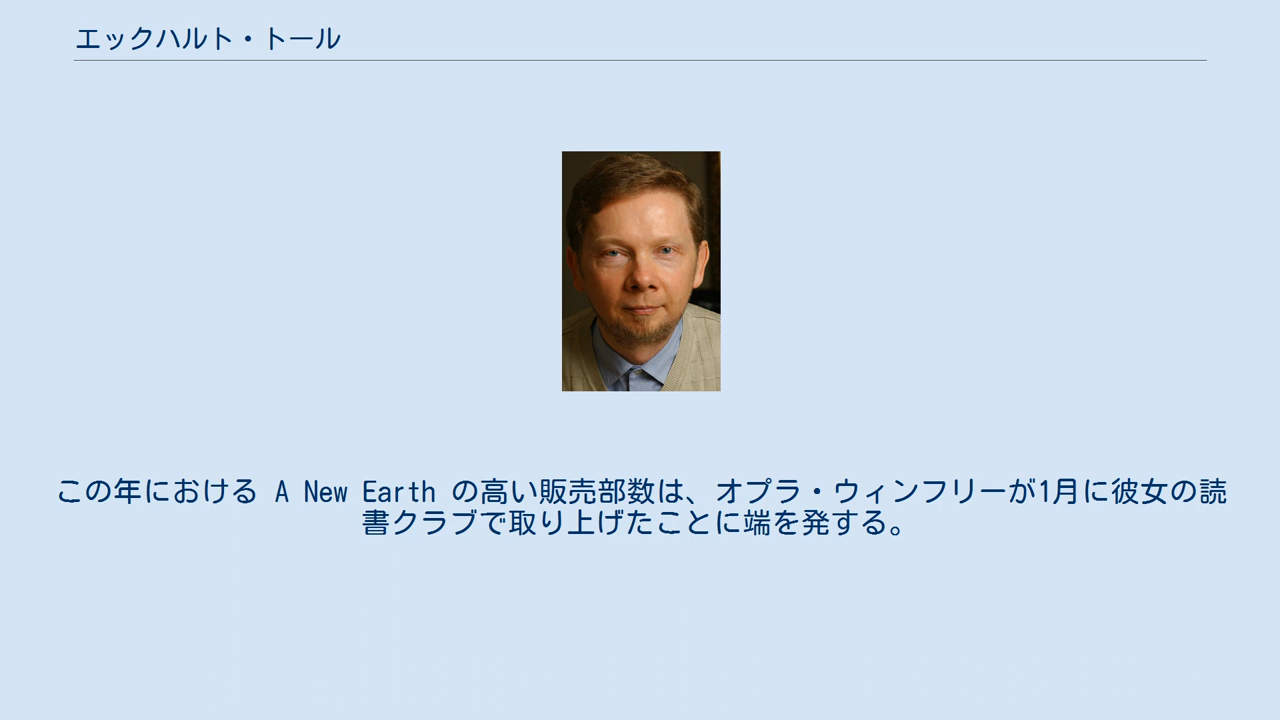 エックハルト・トール
この年における A New Earth の高い販売部数は、オプラ・ウィンフリーが1月に彼女の読
書クラブで取り上げたことに端を発する。